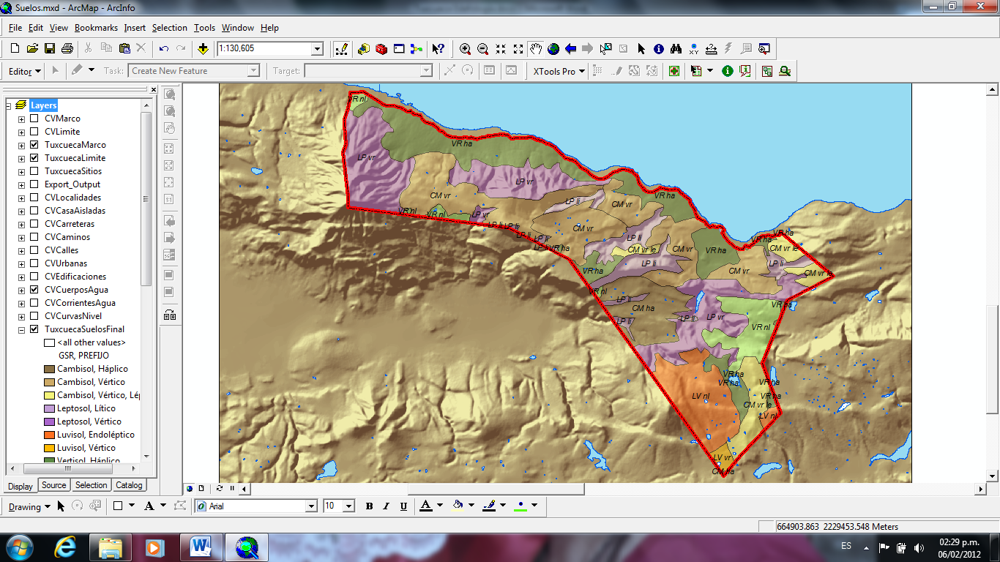 Suelos.mxd - ArcMap - ArcInfo
File Edit View Bookmarks Insert Selection Tools Window Help
1:130,605
Editor Task: Create New Feature Target: XTools Pro
Layers
CVMarco
CVLimite
TuxcuecaMarco
TuxcuecaLimite
TuxcuecaSitios
Export_Output
CVLocalidades
CVCasaAisladas
CVCarreteras
CVCaminos
CVCalles
CVUrbanas
CVEdificaciones
CVCuerposAgua
CVCorrientesAgua
CVCurvasNivel
TuxcuecaSuelosFinal
<all other values>
GSR, PREFIJO
Cambisol, Háplico
Cambisol, Vértico
Cambisol, Vértico, Lé
Leptosol, Lítico
Leptosol, Vértico
Luvisol, Endoléptico
Luvisol, Vértico
Vertisol, Háplico
Display Source Selection Catalog
1:1
VR nl
VR ha
LP vr
LP vr
CM vr
LP li
CM vr
VR ha
VR nl
VR nl
LP vr
LP li
LP li
LP li
LP li
LP li
VR ha
CM vr
LP li
CM vr le
LP li
CM vr
VR ha
VR ha
VR ha
CM vr le
LP li
CM vr
CM vr le
VR ha
VR nl
LP li
CM ha
LP li
LP li
LP vr
VR ha
VR nl
VR ha
VR ha
VR ha
LV nl
VR ha
CM vr le
LV nl
LV vr
CM ha
Drawing A Arial 10 B I U A
664903.863 2229453.548 Meters
ES
02:29 p.m.
06/02/2012